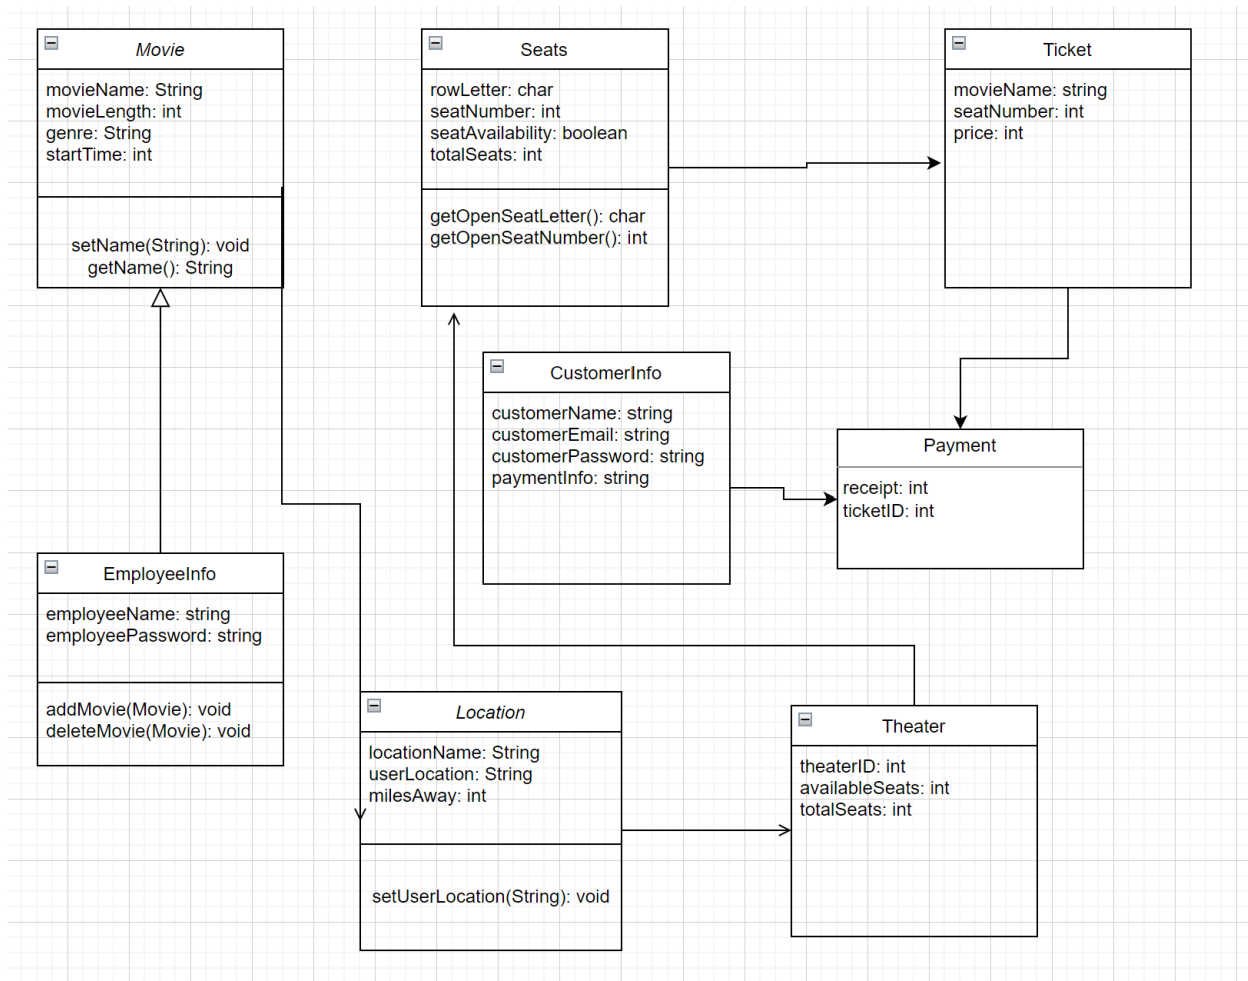 Movie
movieName: String
movieLength: int
genre: String
startTime: int
setName(String): void
getName(): String
Seats
rowLetter: char
seatNumber: int
seatAvailability: boolean
totalSeats: int
getOpenSeatLetter(): char
getOpenSeatNumber(): int
Ticket
movieName: string
seatNumber: int
price: int
CustomerInfo
customerName: string
customerEmail: string
customerPassword: string
paymentInfo: string
Payment
receipt: int
ticketID: int
EmployeeInfo
employeeName: string
employeePassword: string
addMovie(Movie): void
deleteMovie(Movie): void
Location
locationName: String
userLocation: String
milesAway: int
setUserLocation(String): void
Theater
theaterID: int
availableSeats: int
totalSeats: int